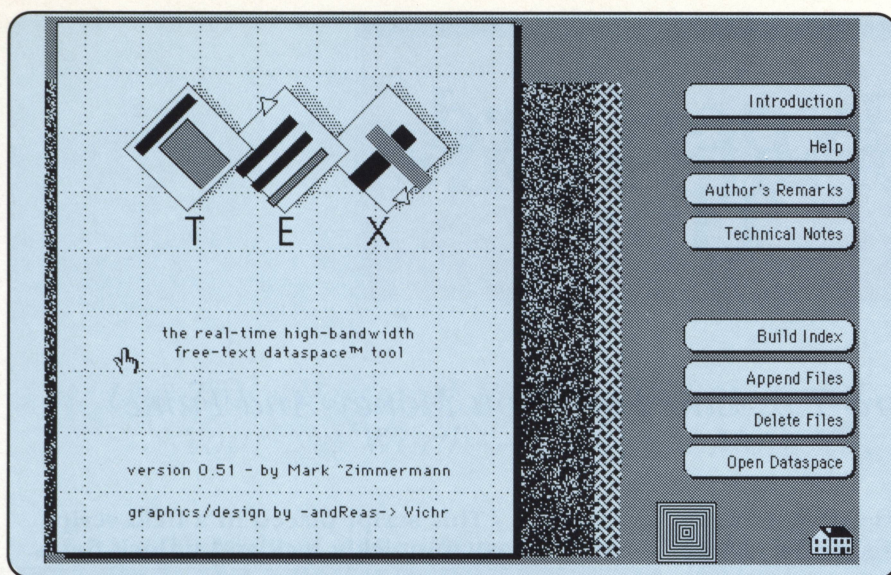 T E X
the real-time high-bandwidth
free-text dataspace™ tool
version 0.51 - by Mark ^Zimmermann
graphics/design by -andReas-> Vichr
Introduction
Help
Author's Remarks
Technical Notes
Build Index
Append Files
Delete Files
Open Dataspace